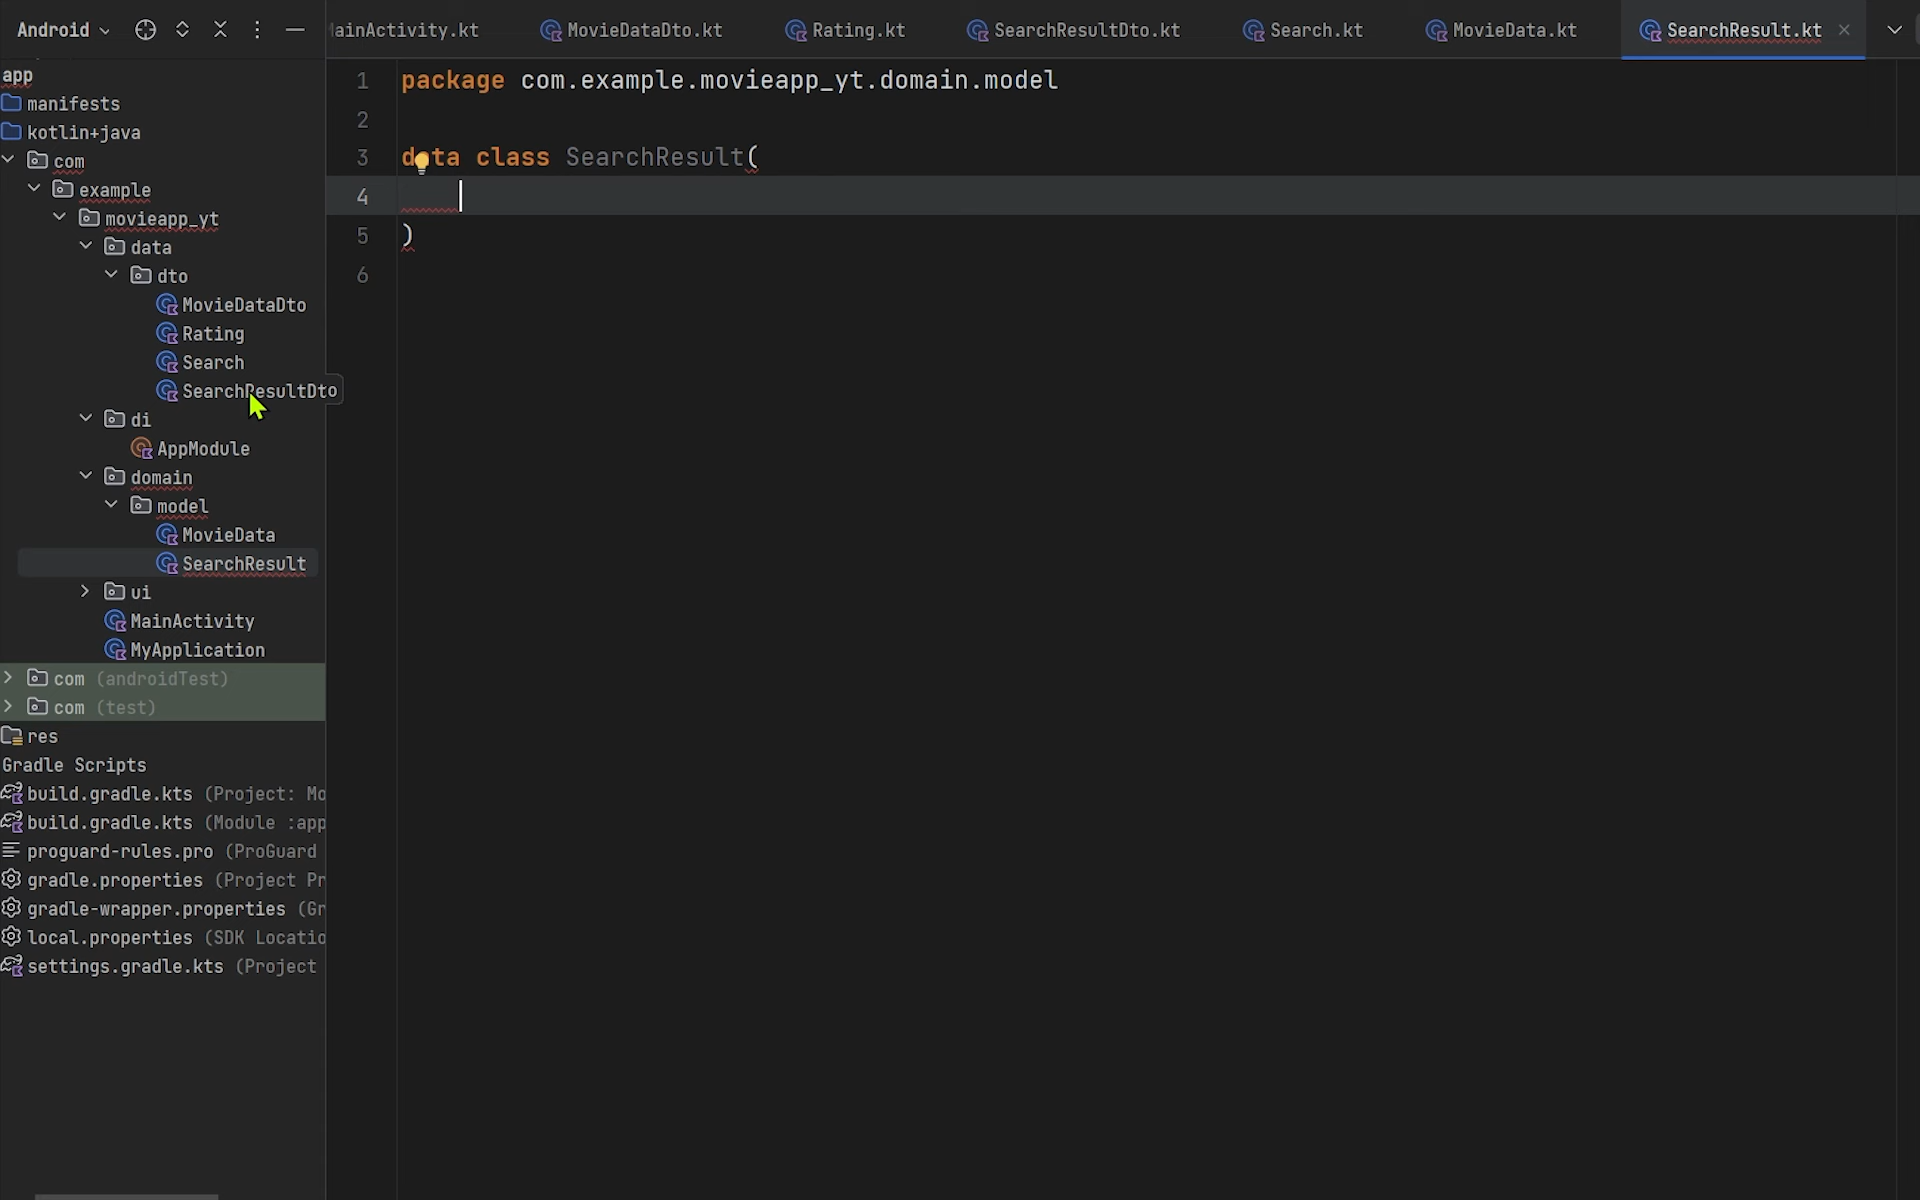 Android
ainActivity.kt
MovieDataDto.kt
Rating.kt
SearchResultDto.kt
Search.kt
MovieData.kt
SearchResult.kt
app
manifests
kotlin+java
com
example
movieapp_yt
data
dto
MovieDataDto
Rating
Search
SearchResultDto
di
AppModule
domain
model
MovieData
SearchResult
ui
MainActivity
MyApplication
com (androidTest)
com (test)
res
Gradle Scripts
build.gradle.kts (Project: Mo
build.gradle.kts (Module :app
proguard-rules.pro (ProGuard
gradle.properties (Project Pr
gradle-wrapper.properties (Gr
local.properties (SDK Locatio
settings.gradle.kts (Project
1 package com.example.movieapp_yt.domain.model
2
3 data class SearchResult(
4
5 )
6